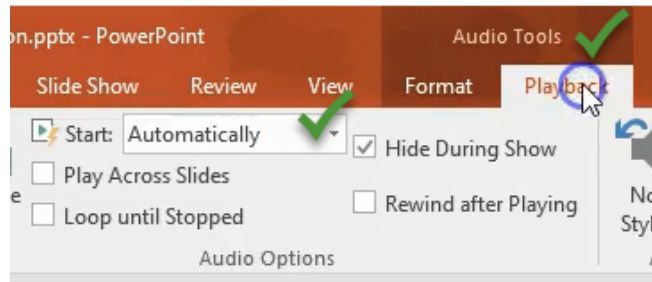 on.pptx - PowerPoint Audio Tools
Slide Show Review View Format Playback
Start: Automatically Hide During Show
Play Across Slides
Loop until Stopped Rewind after Playing
Audio Options